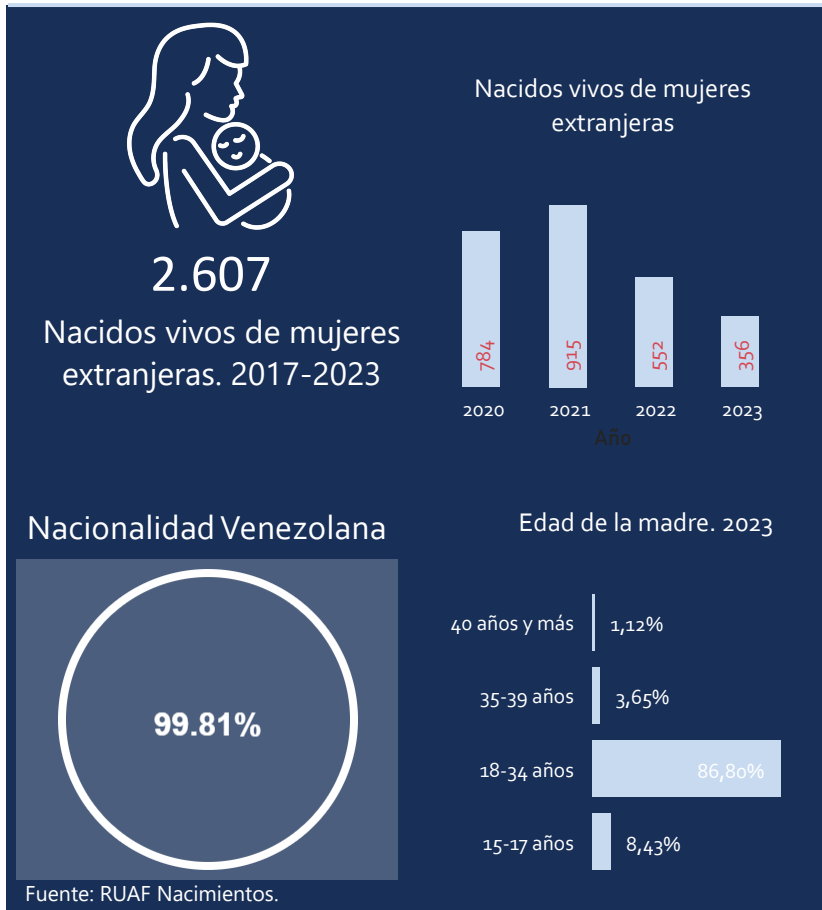 2.607
Nacidos vivos de mujeres
extranjeras. 2017-2023
Nacidos vivos de mujeres
extranjeras
784
915
552
356
2020
2021
2022
2023
Año
Nacionalidad Venezolana
99.81%
Edad de la madre. 2023
40 años y más
1,12%
35-39 años
3,65%
18-34 años
86,80%
15-17 años
8,43%
Fuente: RUAF Nacimientos.